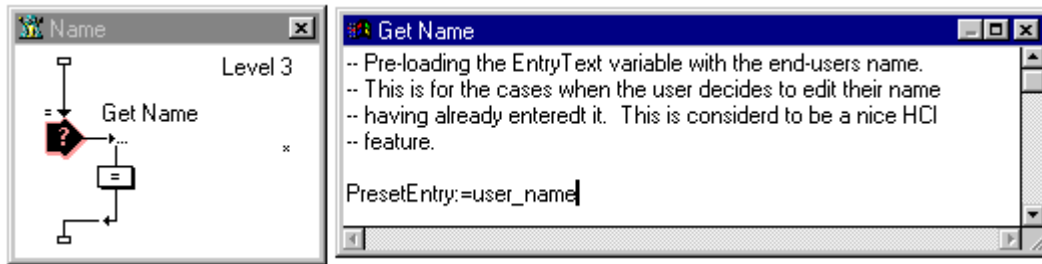 Name
Level 3
=
Get Name
?
...
=
Get Name
-- Pre-loading the EntryText variable with the end-users name.
-- This is for the cases when the user decides to edit their name
-- having already enteredt it. This is considerd to be a nice HCI
-- feature.
PresetEntry:=user_name